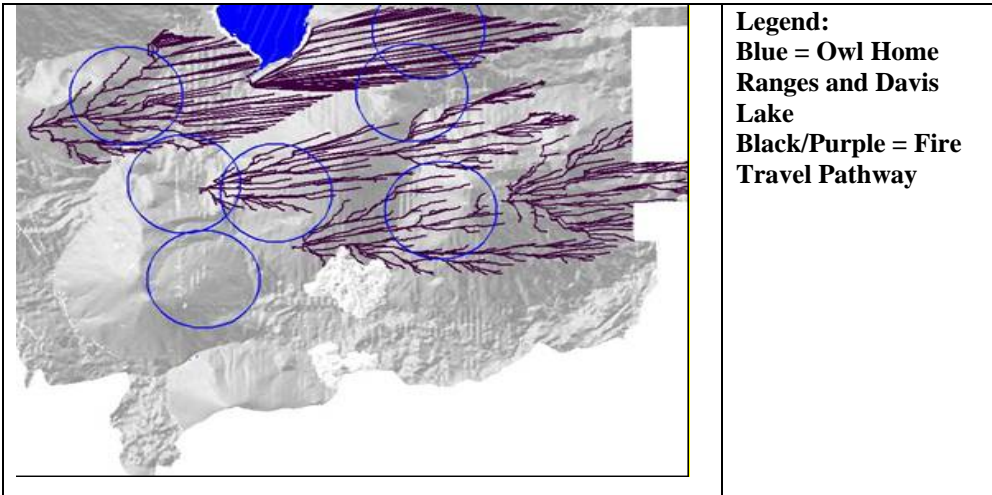 Legend:
Blue = Owl Home
Ranges and Davis
Lake
Black/Purple = Fire
Travel Pathway